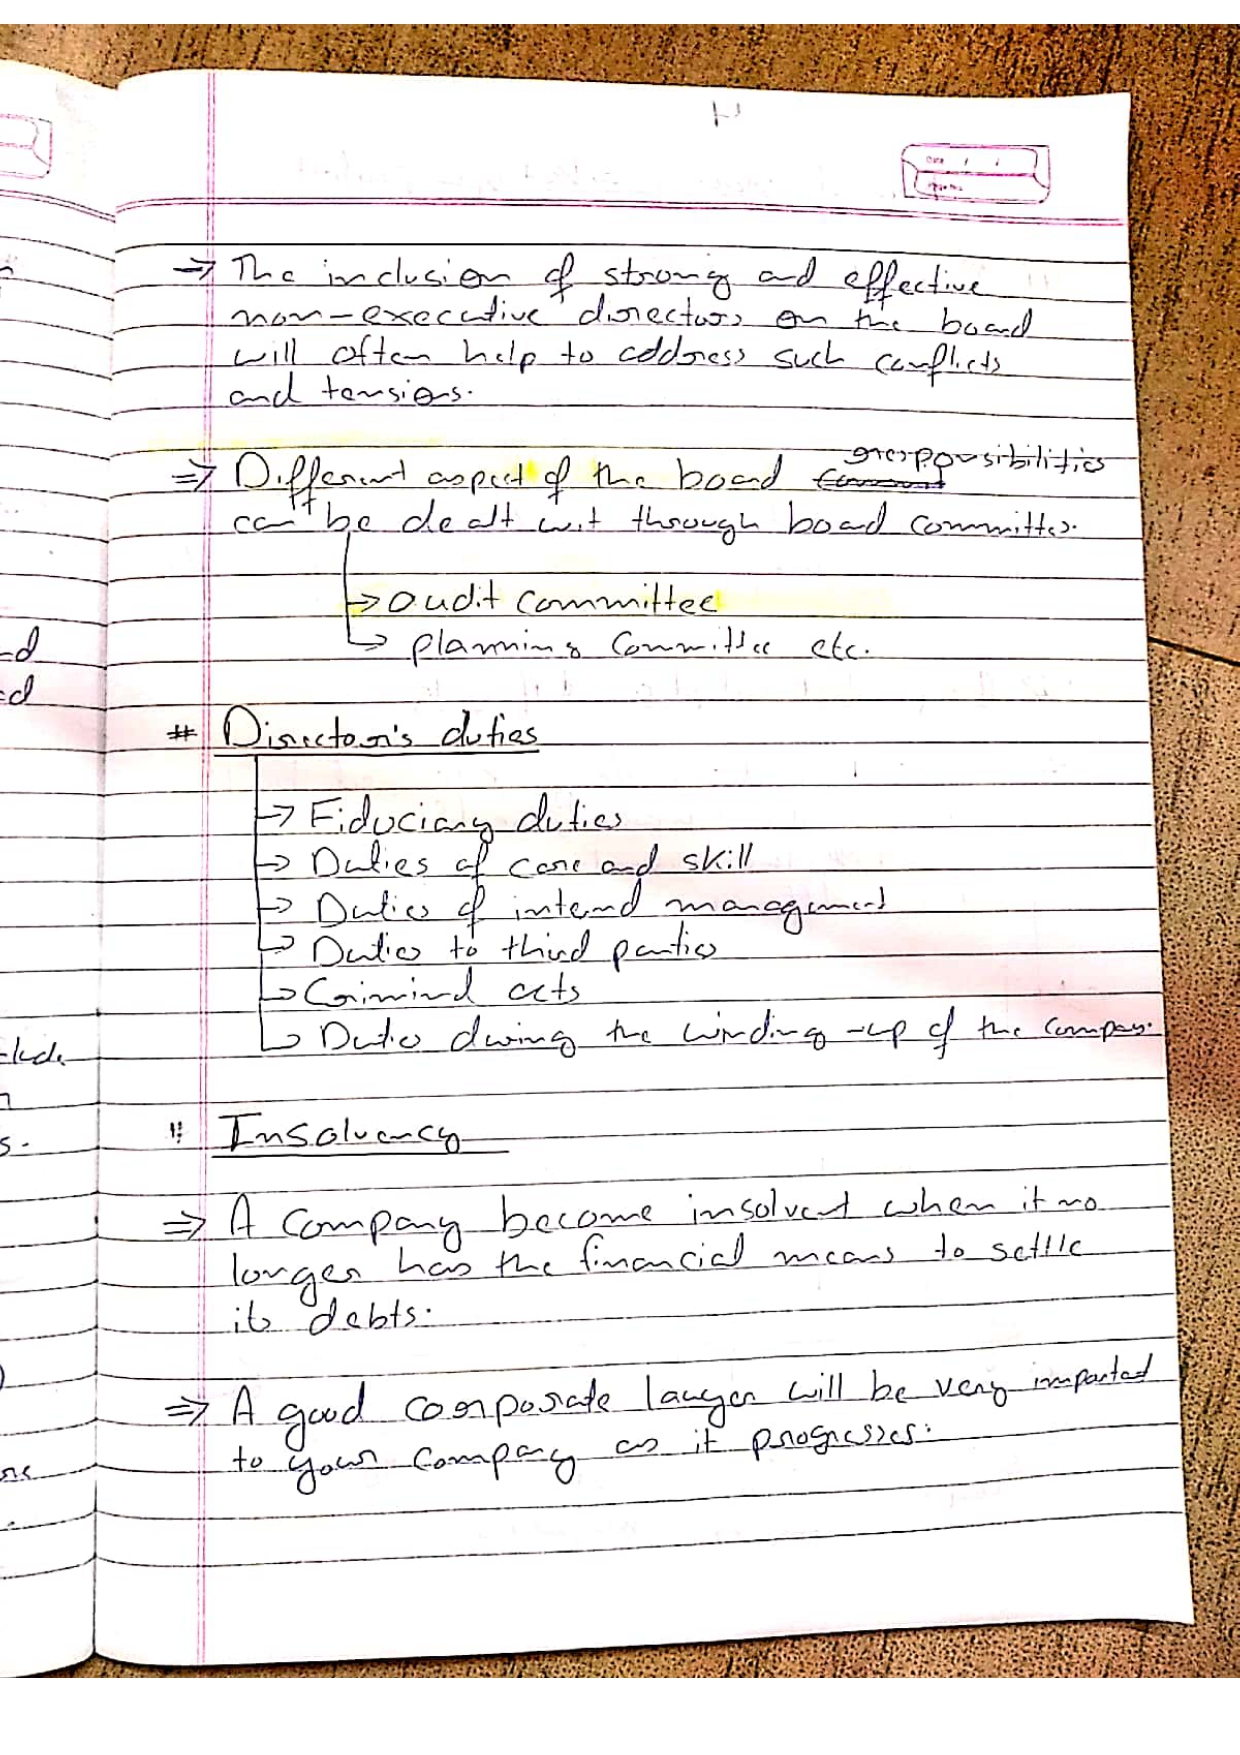 Date / /
⇒ The inclusion of strong and effective
non-executive directors on the board
will often help to address such conflicts
and tensions.
⇒ Different aspect of the board responsibilities
can be dealt wit through board committes.
→ audit committee
→ planning committee etc.
# Director's duties
→ Fiduciary duties
→ Duties of care and skill
→ Duties of internal management
→ Duties to third parties
→ Criminal acts
→ Duties during the winding-up of the company.
# Insolvency
⇒ A company become insolvent when it no
longer has the financial means to settle
its debts.
⇒ A good corporate lawyer will be very important
to your company as it progresses.